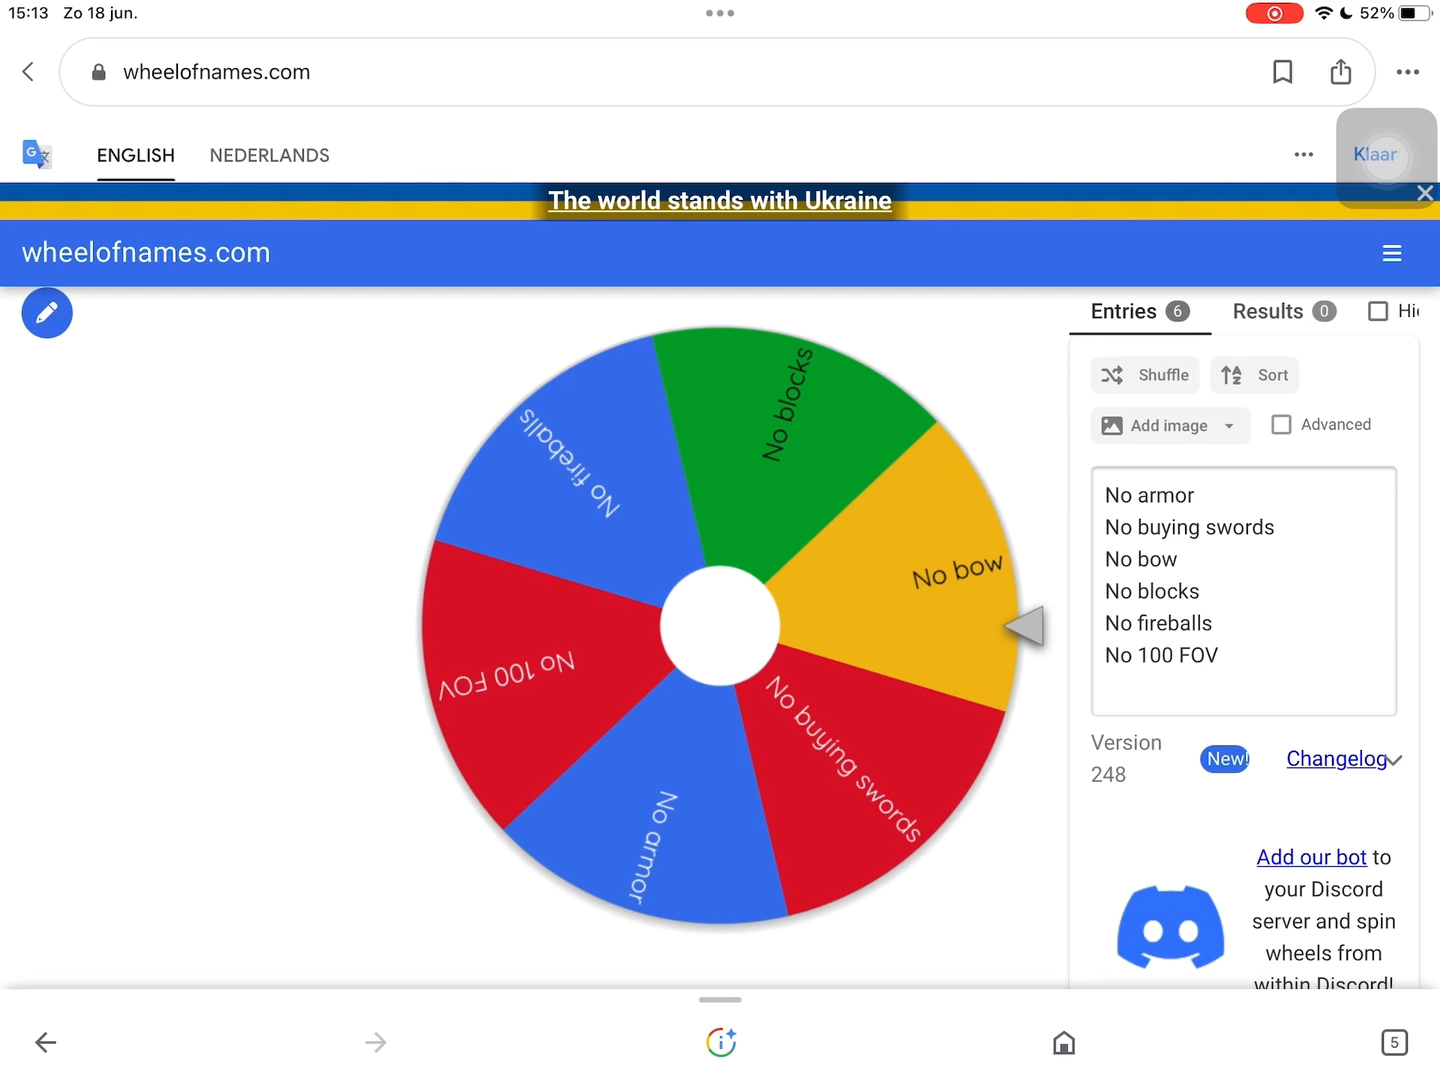 15:13 Zo 18 jun.
52%
wheelofnames.com
ENGLISH NEDERLANDS
Klaar
The world stands with Ukraine
wheelofnames.com
Entries 6 Results 0
Shuffle Sort
Add image Advanced
No armor
No buying swords
No bow
No blocks
No fireballs
No 100 FOV
No blocks
No bow
No buying swords
No armor
No 100 FOV
No fireballs
Version
248
New!
Changelog
Add our bot to
your Discord
server and spin
wheels from
within Discord!
5